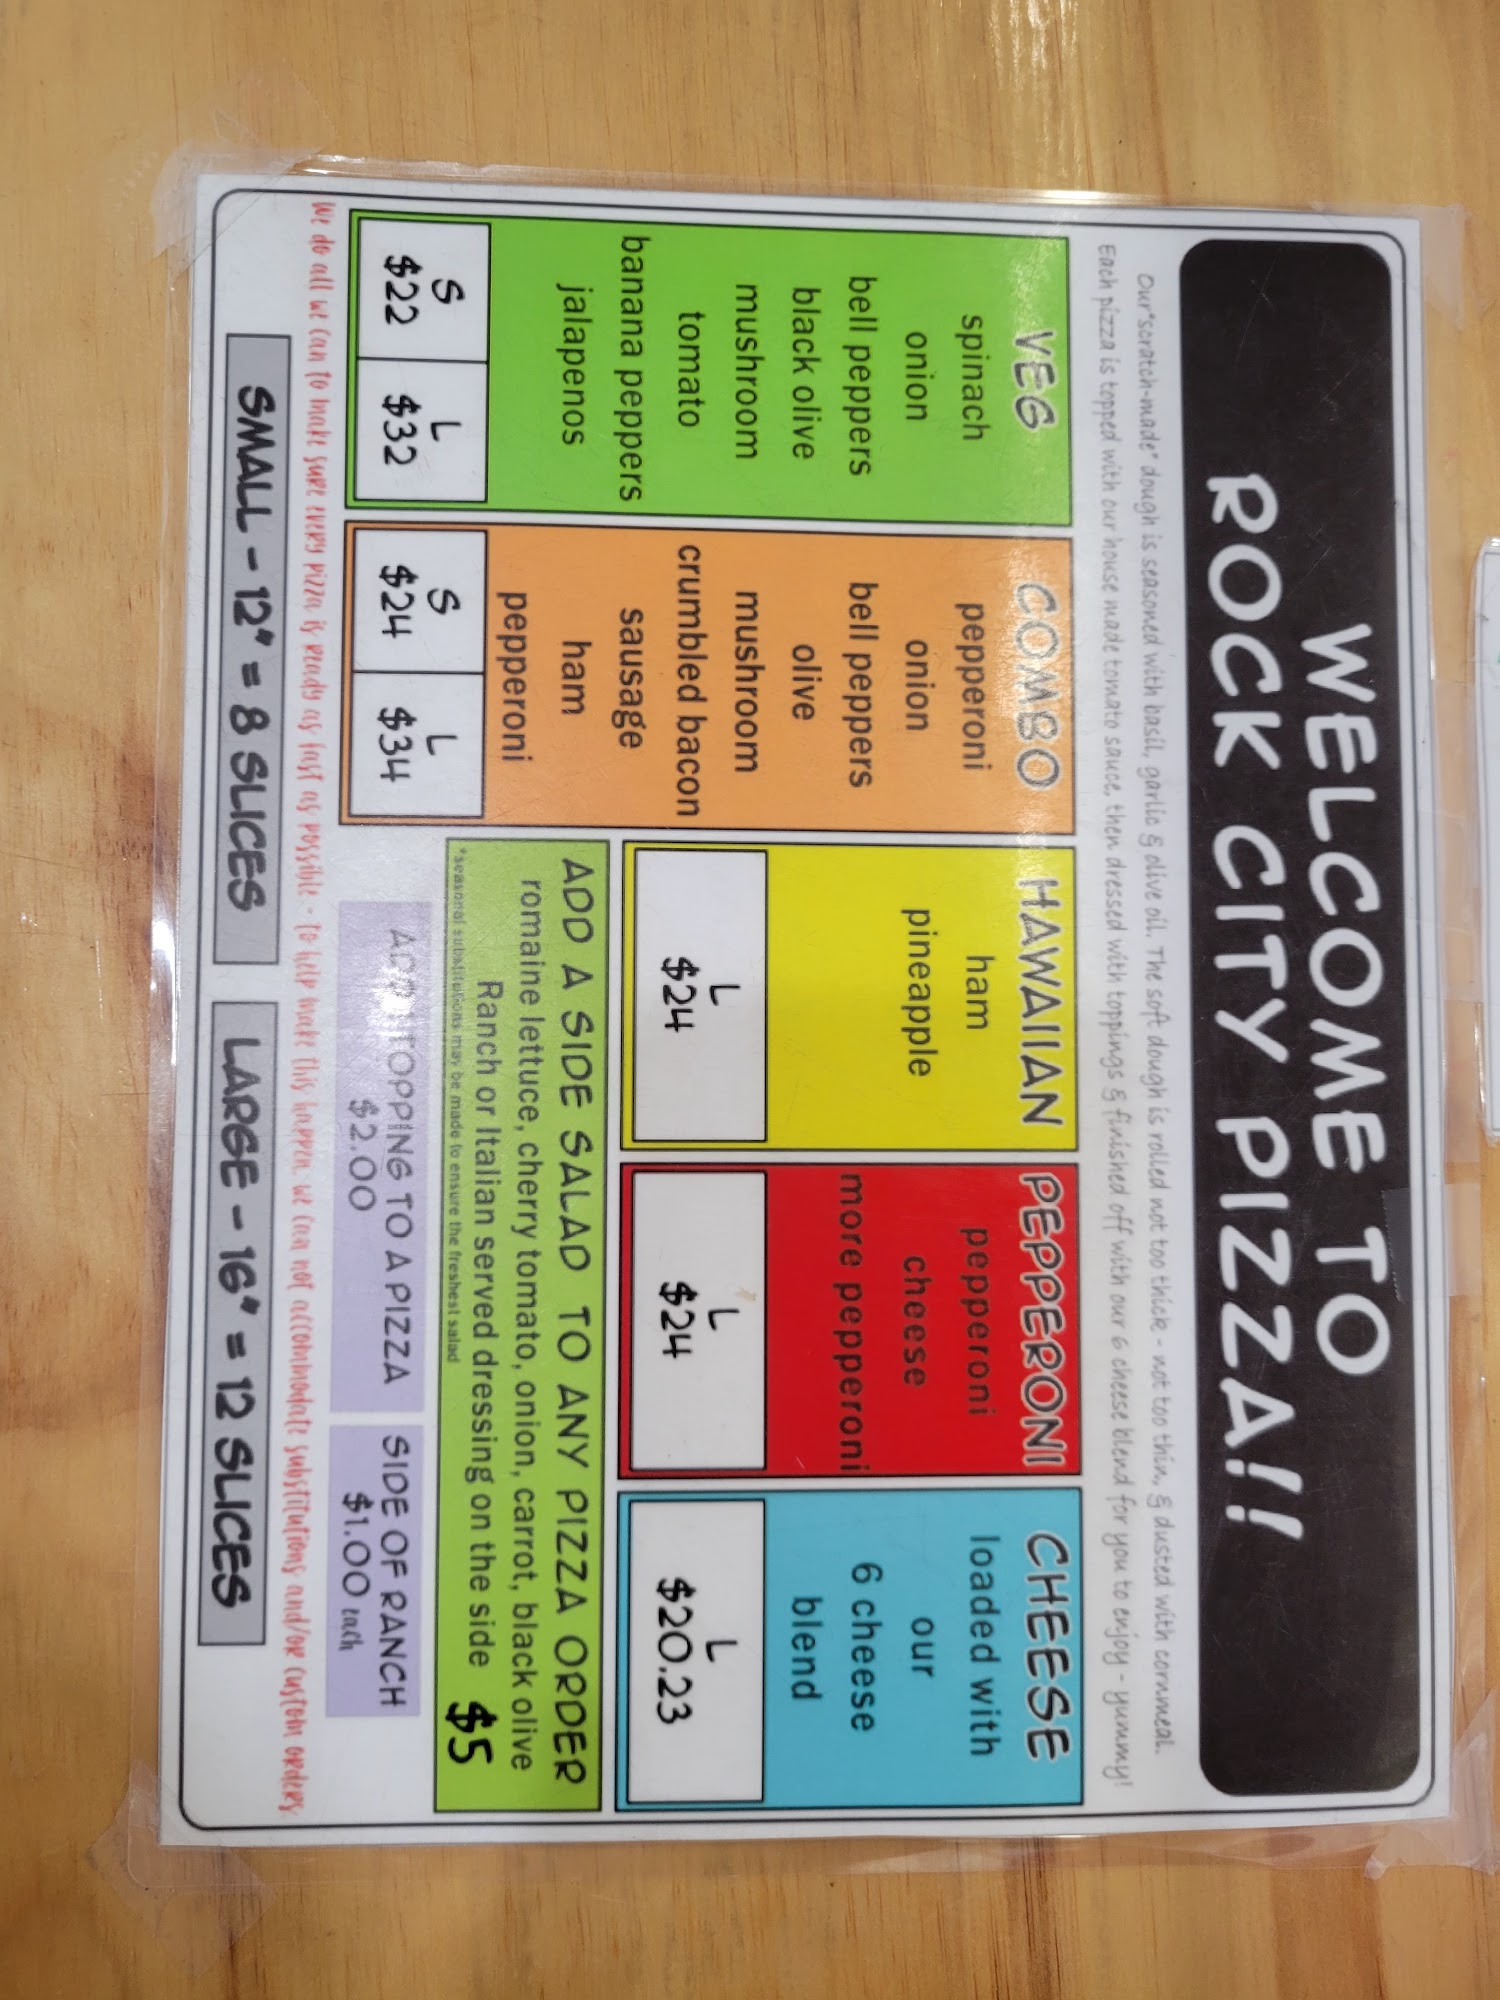 WELCOME TO
ROCK CITY PIZZA!!
Our "scratch-made" dough is seasoned with basil, garlic & olive oil. The soft dough is rolled not too thick - not too thin, & dusted with cornmeal.
Each pizza is topped with our house made tomato sauce, then dressed with toppings & finished off with our 6 cheese blend for you to enjoy - yummy!
VEG
spinach
onion
bell peppers
black olive
mushroom
tomato
banana peppers
jalapenos
S L
$22 $32
COMBO
pepperoni
onion
bell peppers
olive
mushroom
crumbled bacon
sausage
ham
pepperoni
S L
$24 $34
HAWAIIAN
ham
pineapple
L
$24
PEPPERONI
pepperoni
cheese
more pepperoni
L
$24
CHEESE
loaded with
our
6 cheese
blend
L
$20.23
ADD A SIDE SALAD TO ANY PIZZA ORDER
romaine lettuce, cherry tomato, onion, carrot, black olive
Ranch or Italian served dressing on the side $5
*seasonal substitutions may be made to ensure the freshest salad
TOPPING TO A PIZZA
$2.00
SIDE OF RANCH
$1.00 each
We do all we can to make sure every pizza is ready as fast as possible - to help make this happen, we can not accommodate substitutions and/or custom orders
SMALL - 12" = 8 SLICES
LARGE - 16" = 12 SLICES